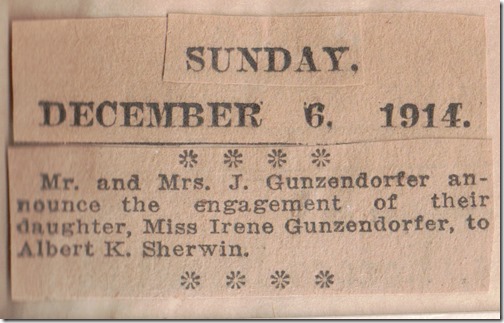 SUNDAY.
DECEMBER 6, 1914.
Mr. and Mrs. J. Gunzendorfer an-
nounce the engagement of their
daughter, Miss Irene Gunzendorfer, to
Albert K. Sherwin.